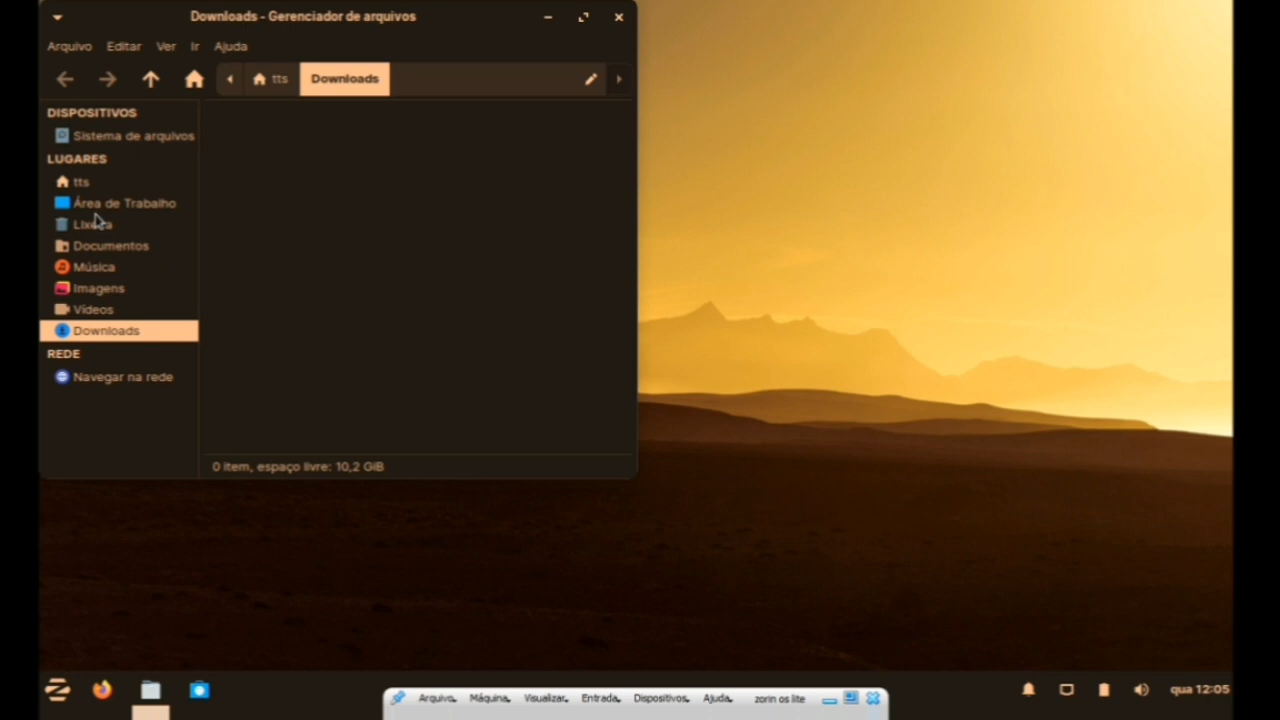 Downloads - Gerenciador de arquivos
Arquivo Editar Ver Ir Ajuda
tts Downloads
DISPOSITIVOS
Sistema de arquivos
LUGARES
tts
Área de Trabalho
Lixeira
Documentos
Música
Imagens
Vídeos
Downloads
REDE
Navegar na rede
0 item, espaço livre: 10,2 GiB
Arquivo Máquina Visualizar Entrada Dispositivos Ajuda zorin os lite
qua 12:05